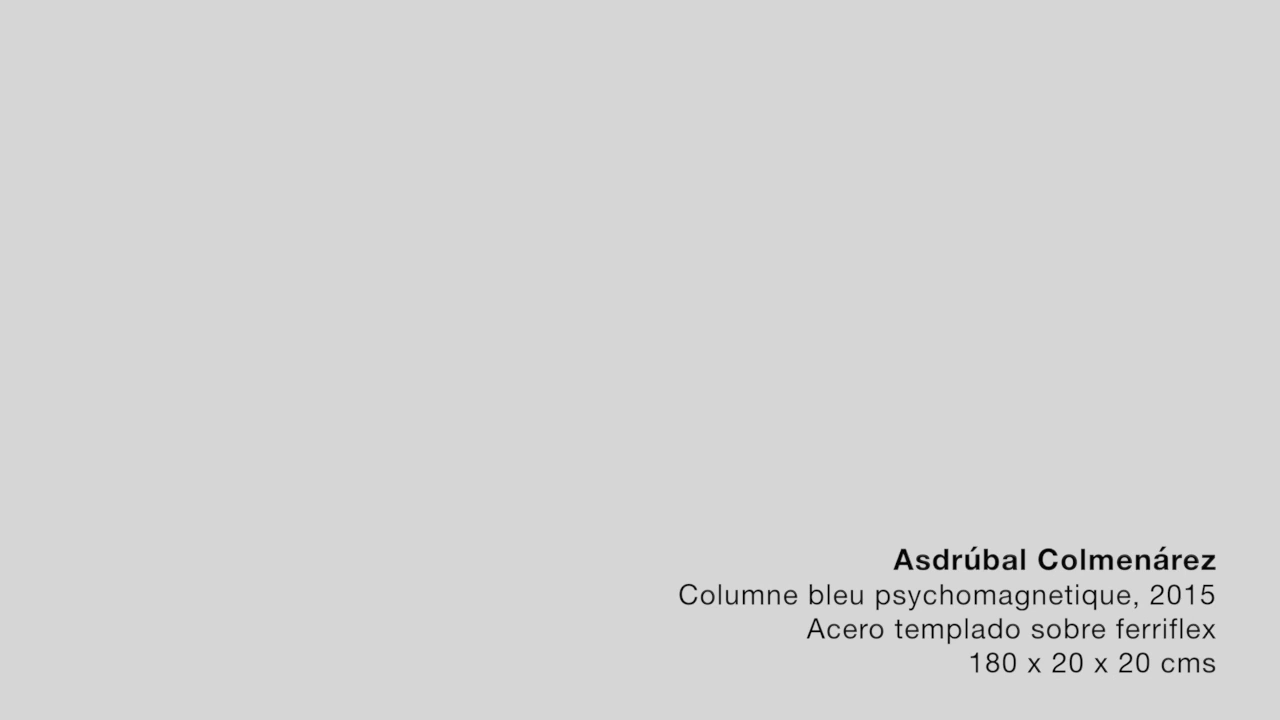 Asdrúbal Colmenárez
Columne bleu psychomagnetique, 2015
Acero templado sobre ferriflex
180 x 20 x 20 cms